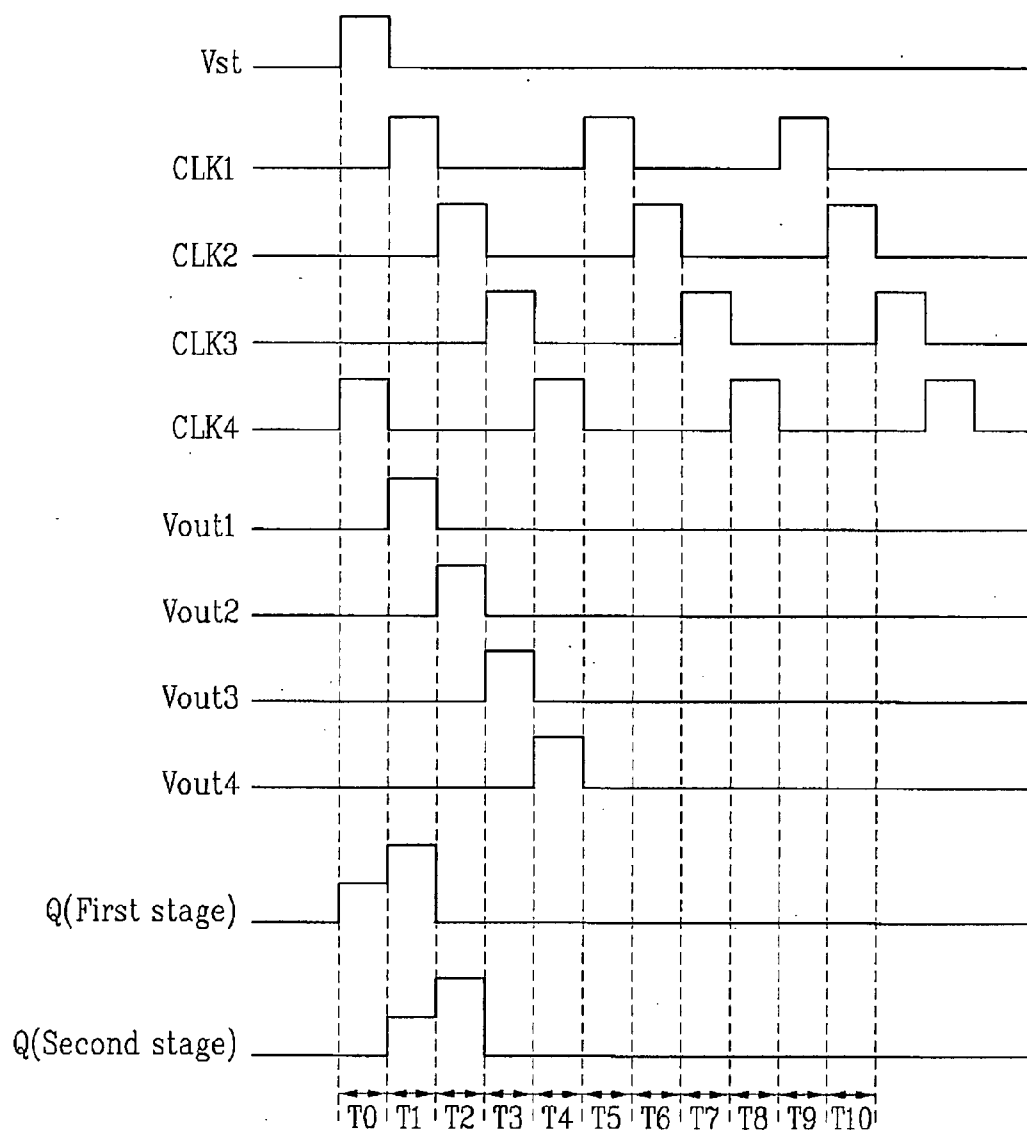 Vst
CLK1
CLK2
CLK3
CLK4
Vout1
Vout2
Vout3
Vout4
Q(First stage)
Q(Second stage)
T0 T1 T2 T3 T4 T5 T6 T7 T8 T9 T10